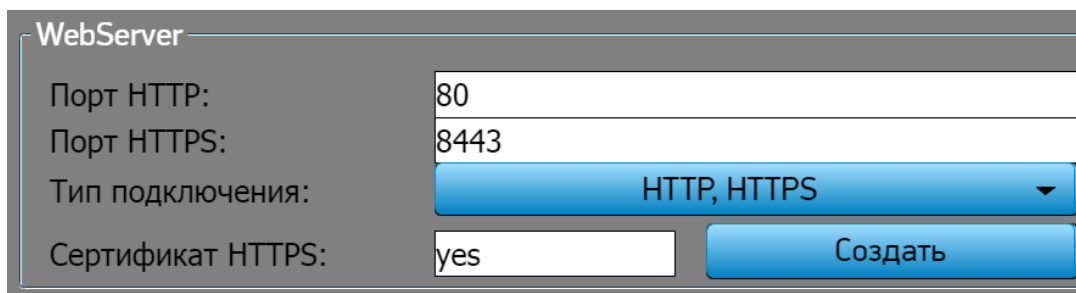 WebServer
Порт HTTP: 80
Порт HTTPS: 8443
Тип подключения: HTTP, HTTPS
Сертификат HTTPS: yes Создать